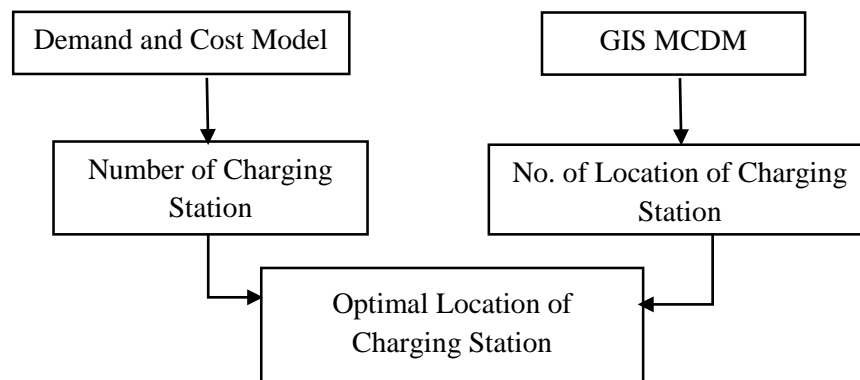 Demand and Cost Model
GIS MCDM
Number of Charging
Station
No. of Location of Charging
Station
Optimal Location of
Charging Station